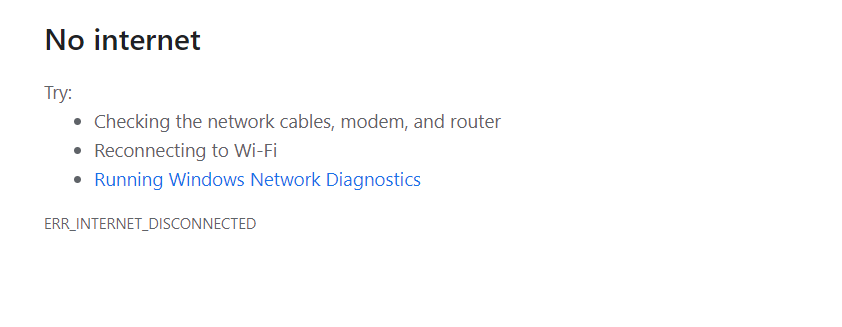 No internet
Try:
Checking the network cables, modem, and router
Reconnecting to Wi-Fi
Running Windows Network Diagnostics
ERR_INTERNET_DISCONNECTED